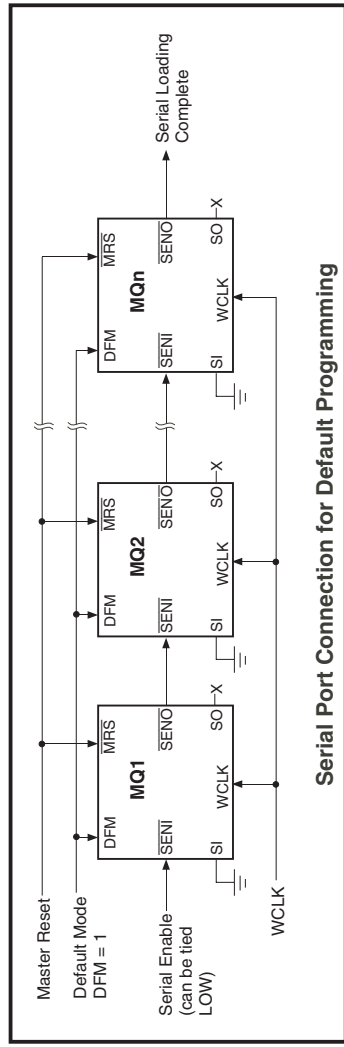 Master Reset
Default Mode
DFM = 1
DFM
MRS
DFM
MRS
DFM
MRS
MQ1
MQ2
MQn
Serial Enable
(can be tied
LOW)
SENI
SENO
SENI
SENO
SENI
SENO
Serial Loading
Complete
SI
WCLK
SO
X
SI
WCLK
SO
X
SI
WCLK
SO
X
WCLK
Serial Port Connection for Default Programming